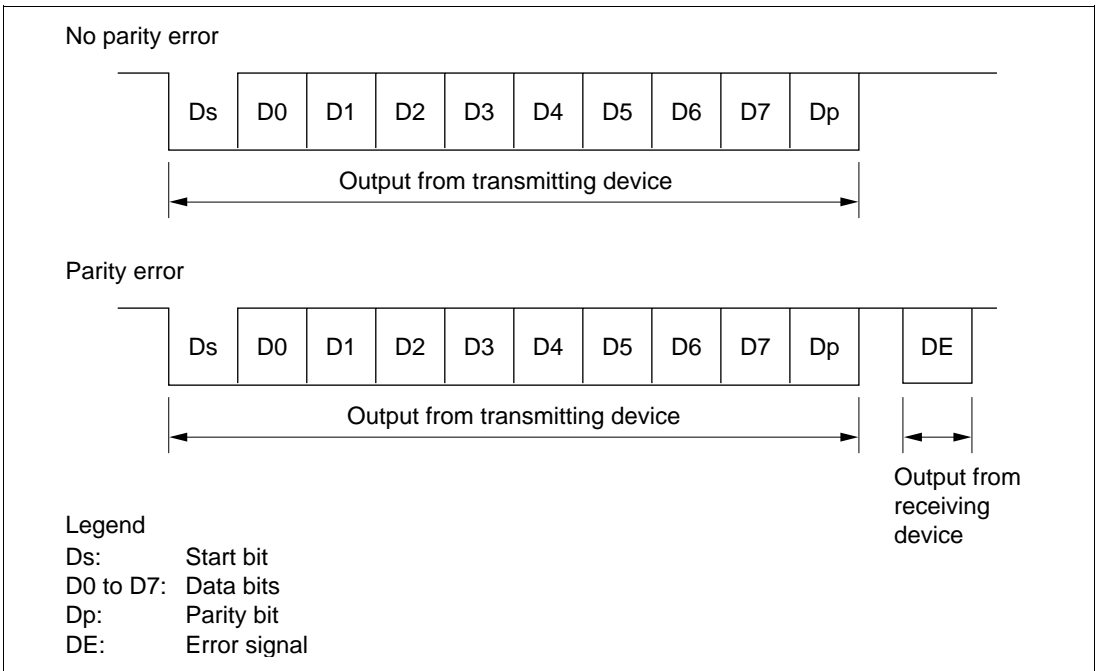 No parity error
Ds D0 D1 D2 D3 D4 D5 D6 D7 Dp
Output from transmitting device
Parity error
Ds D0 D1 D2 D3 D4 D5 D6 D7 Dp DE
Output from transmitting device
Output from
receiving
device
Legend
Ds: Start bit
D0 to D7: Data bits
Dp: Parity bit
DE: Error signal